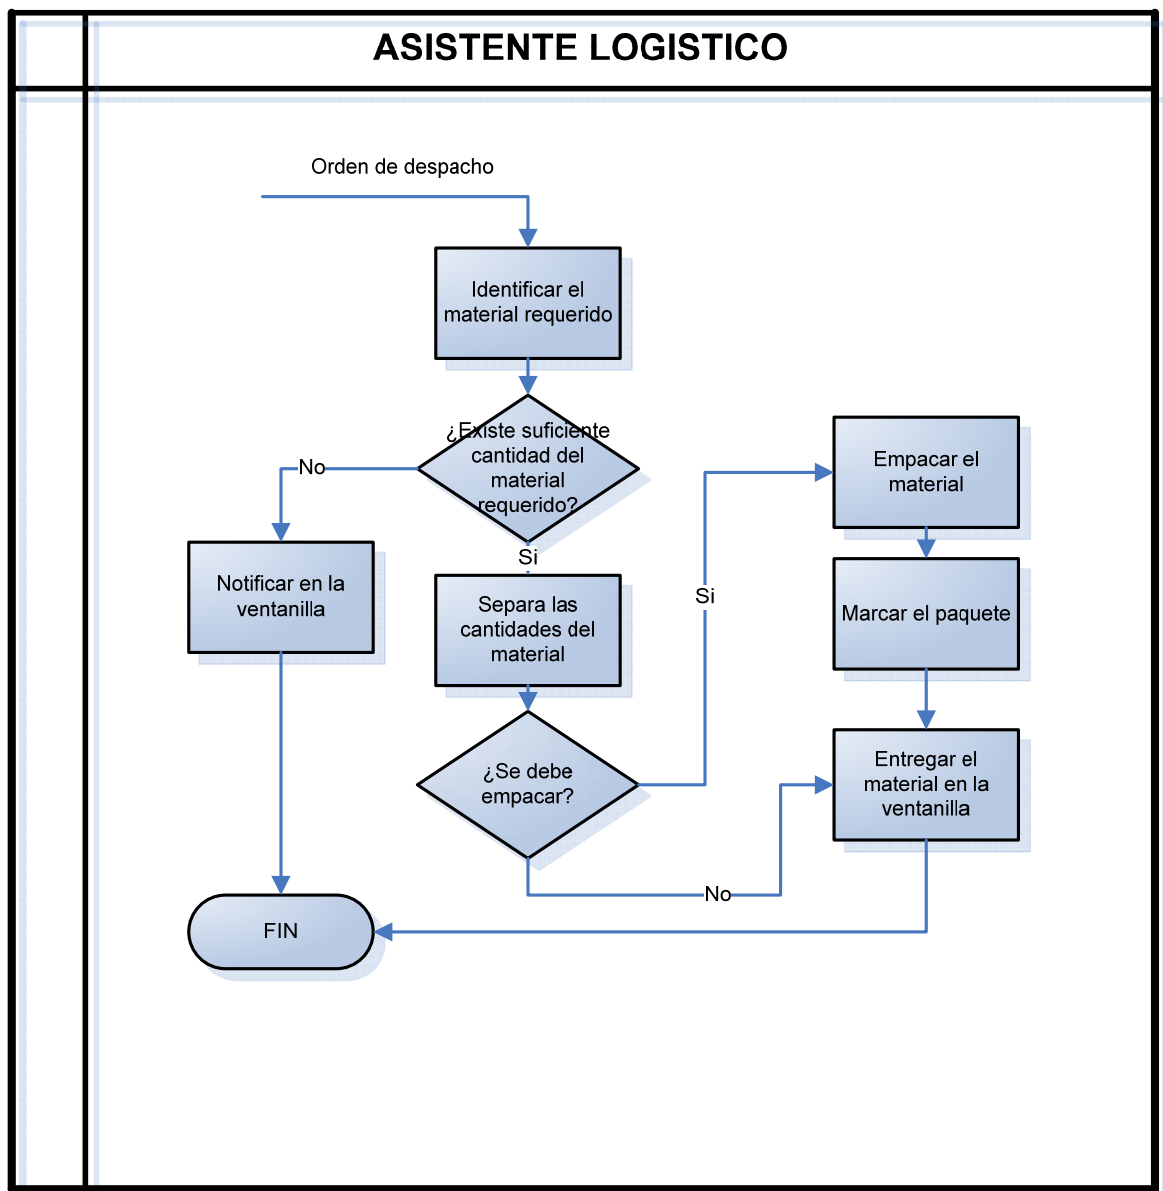 ASISTENTE LOGISTICO
Orden de despacho
Identificar el
material requerido
¿Existe suficiente
cantidad del
material
requerido?
No
Si
Notificar en la
ventanilla
Separa las
cantidades del
material
¿Se debe
empacar?
Si
No
Empacar el
material
Marcar el paquete
Entregar el
material en la
ventanilla
FIN